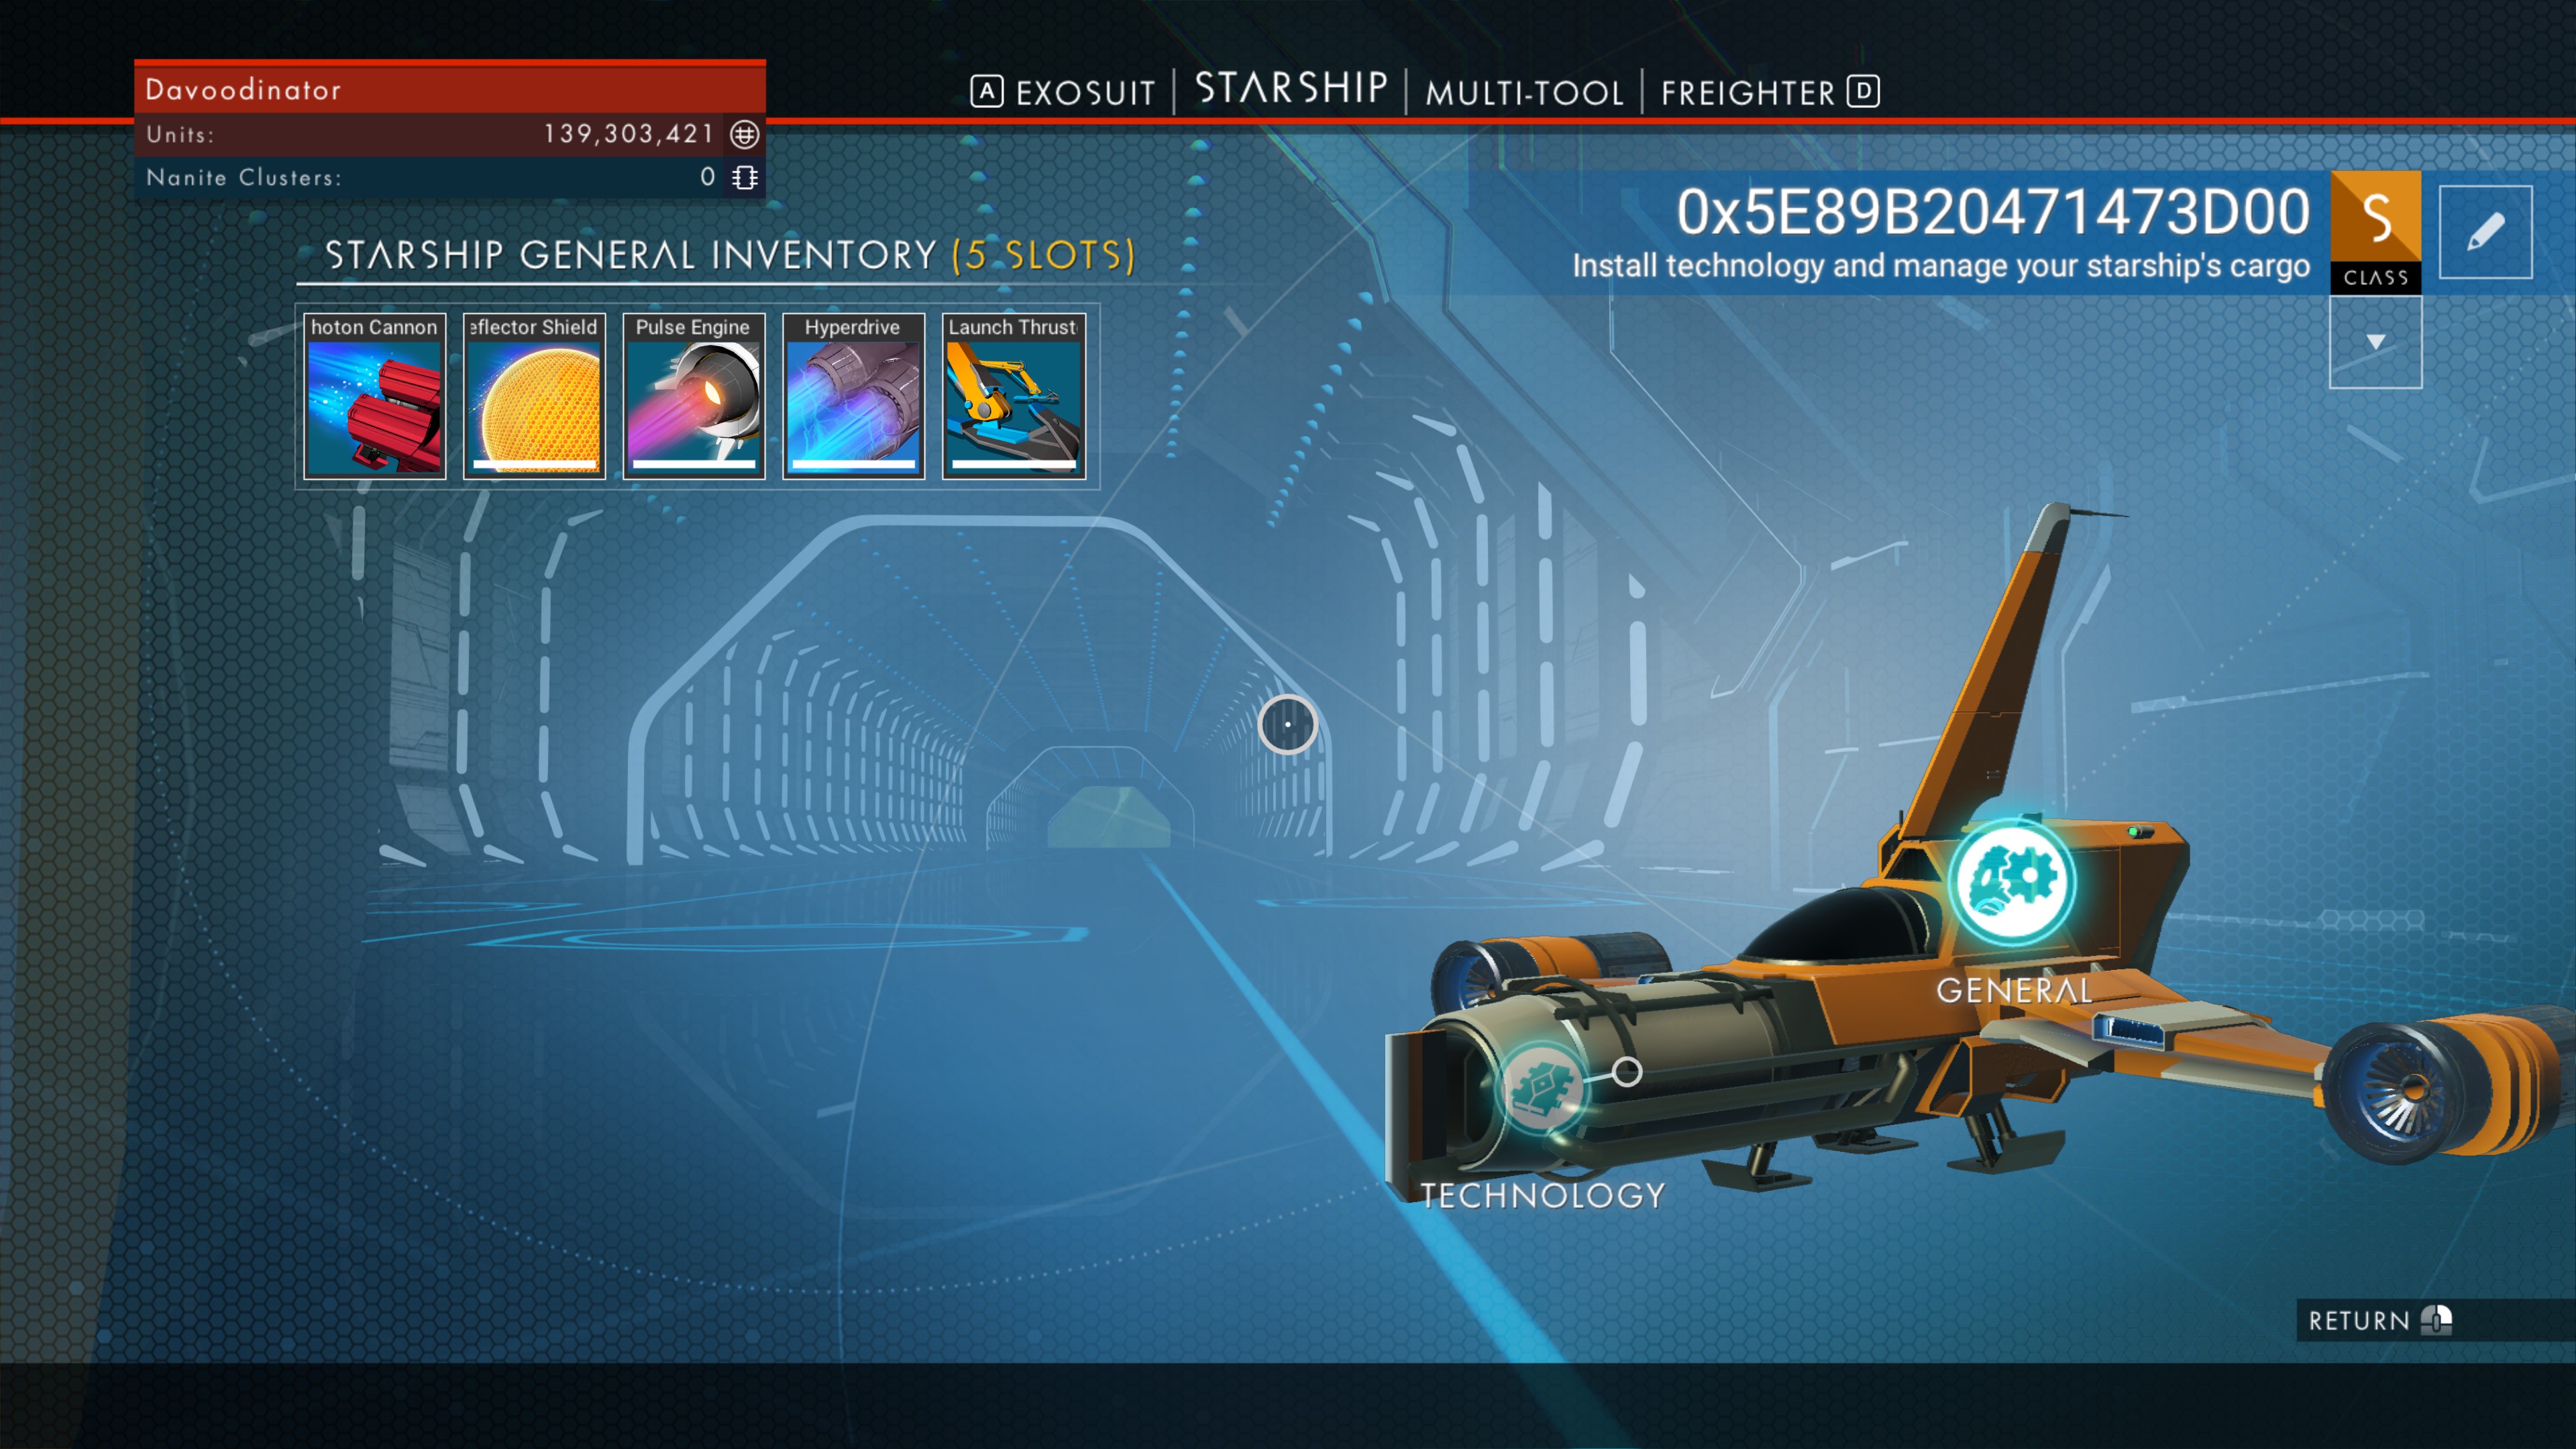 Davoodinator
Units: 139,303,421
Nanite Clusters: 0
A EXOSUIT STARSHIP MULTI-TOOL FREIGHTER D
0x5E89B20471473D00
Install technology and manage your starship's cargo
S
CLASS
STARSHIP GENERAL INVENTORY (5 SLOTS)
hoton Cannon eflector Shield Pulse Engine Hyperdrive Launch Thrust
GENERAL
TECHNOLOGY
RETURN